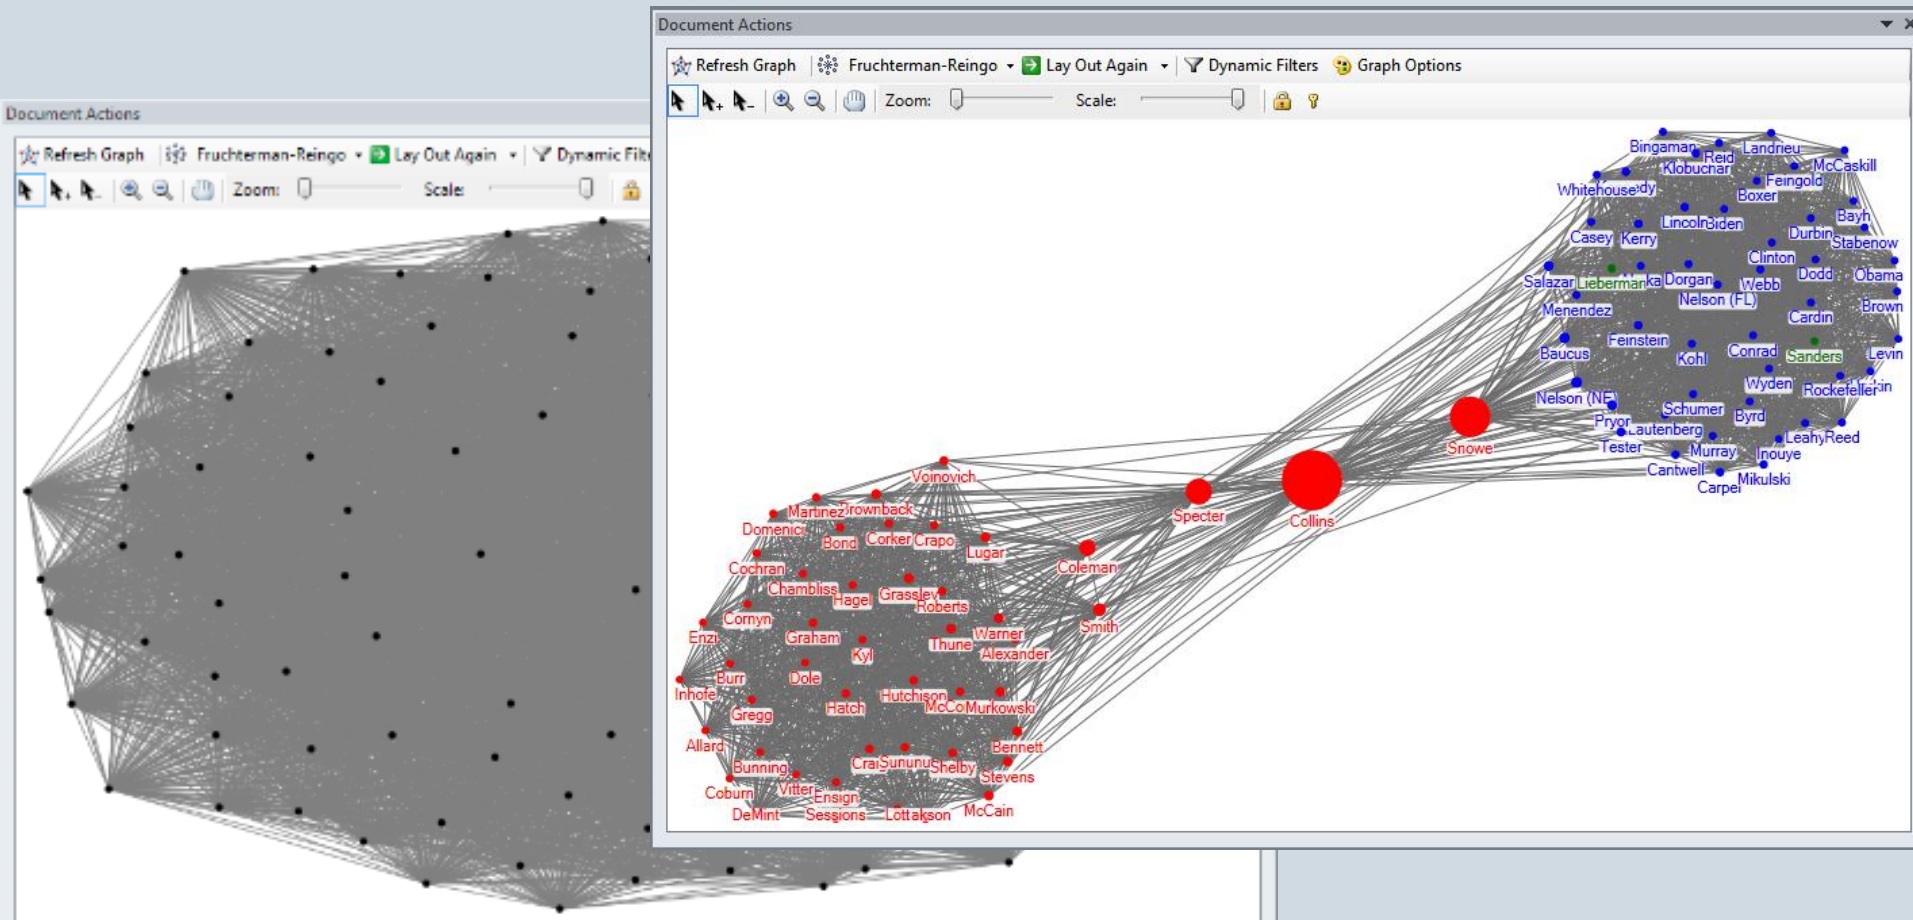 Document Actions
Refresh Graph Fruchterman-Reingo Lay Out Again Dynamic Filte
Zoom: Scale:
Document Actions
Refresh Graph Fruchterman-Reingo Lay Out Again Dynamic Filters Graph Options
Zoom: Scale:
Bingaman Reid Landrieu
Klobuchar McCaskill
Feingold
Whitehouse Boxer
Lincoln Biden Bayh
Casey Kerry Durbin
Stabenow
Clinton
Salazar Lieberman Dorgan Webb Dodd Obama
Nelson (FL)
Menendez Cardin Brown
Feinstein
Baucus Kohl Conrad Sanders Levin
Wyden Rockefeller
Nelson (NE) Schumer Byrd
Pryor Lautenberg Leahy Reed
Tester Murray Inouye
Cantwell Mikulski
Carper
Snowe
Collins
Specter
Voinovich
Martinez Brownback
Domenici Bond Corker Crapo
Lugar
Cochran Coleman
Chambliss Hagel Grassley
Roberts
Cornyn Smith
Enzi Graham Thune Warner
Kyl Alexander
Burr Dole
Inhofe Hutchison
Gregg Hatch McCo Murkowski
Allard Bennett
Bunning Craig Sununu Shelby
Stevens
Coburn Vitter Ensign
DeMint Sessions Lott McCain